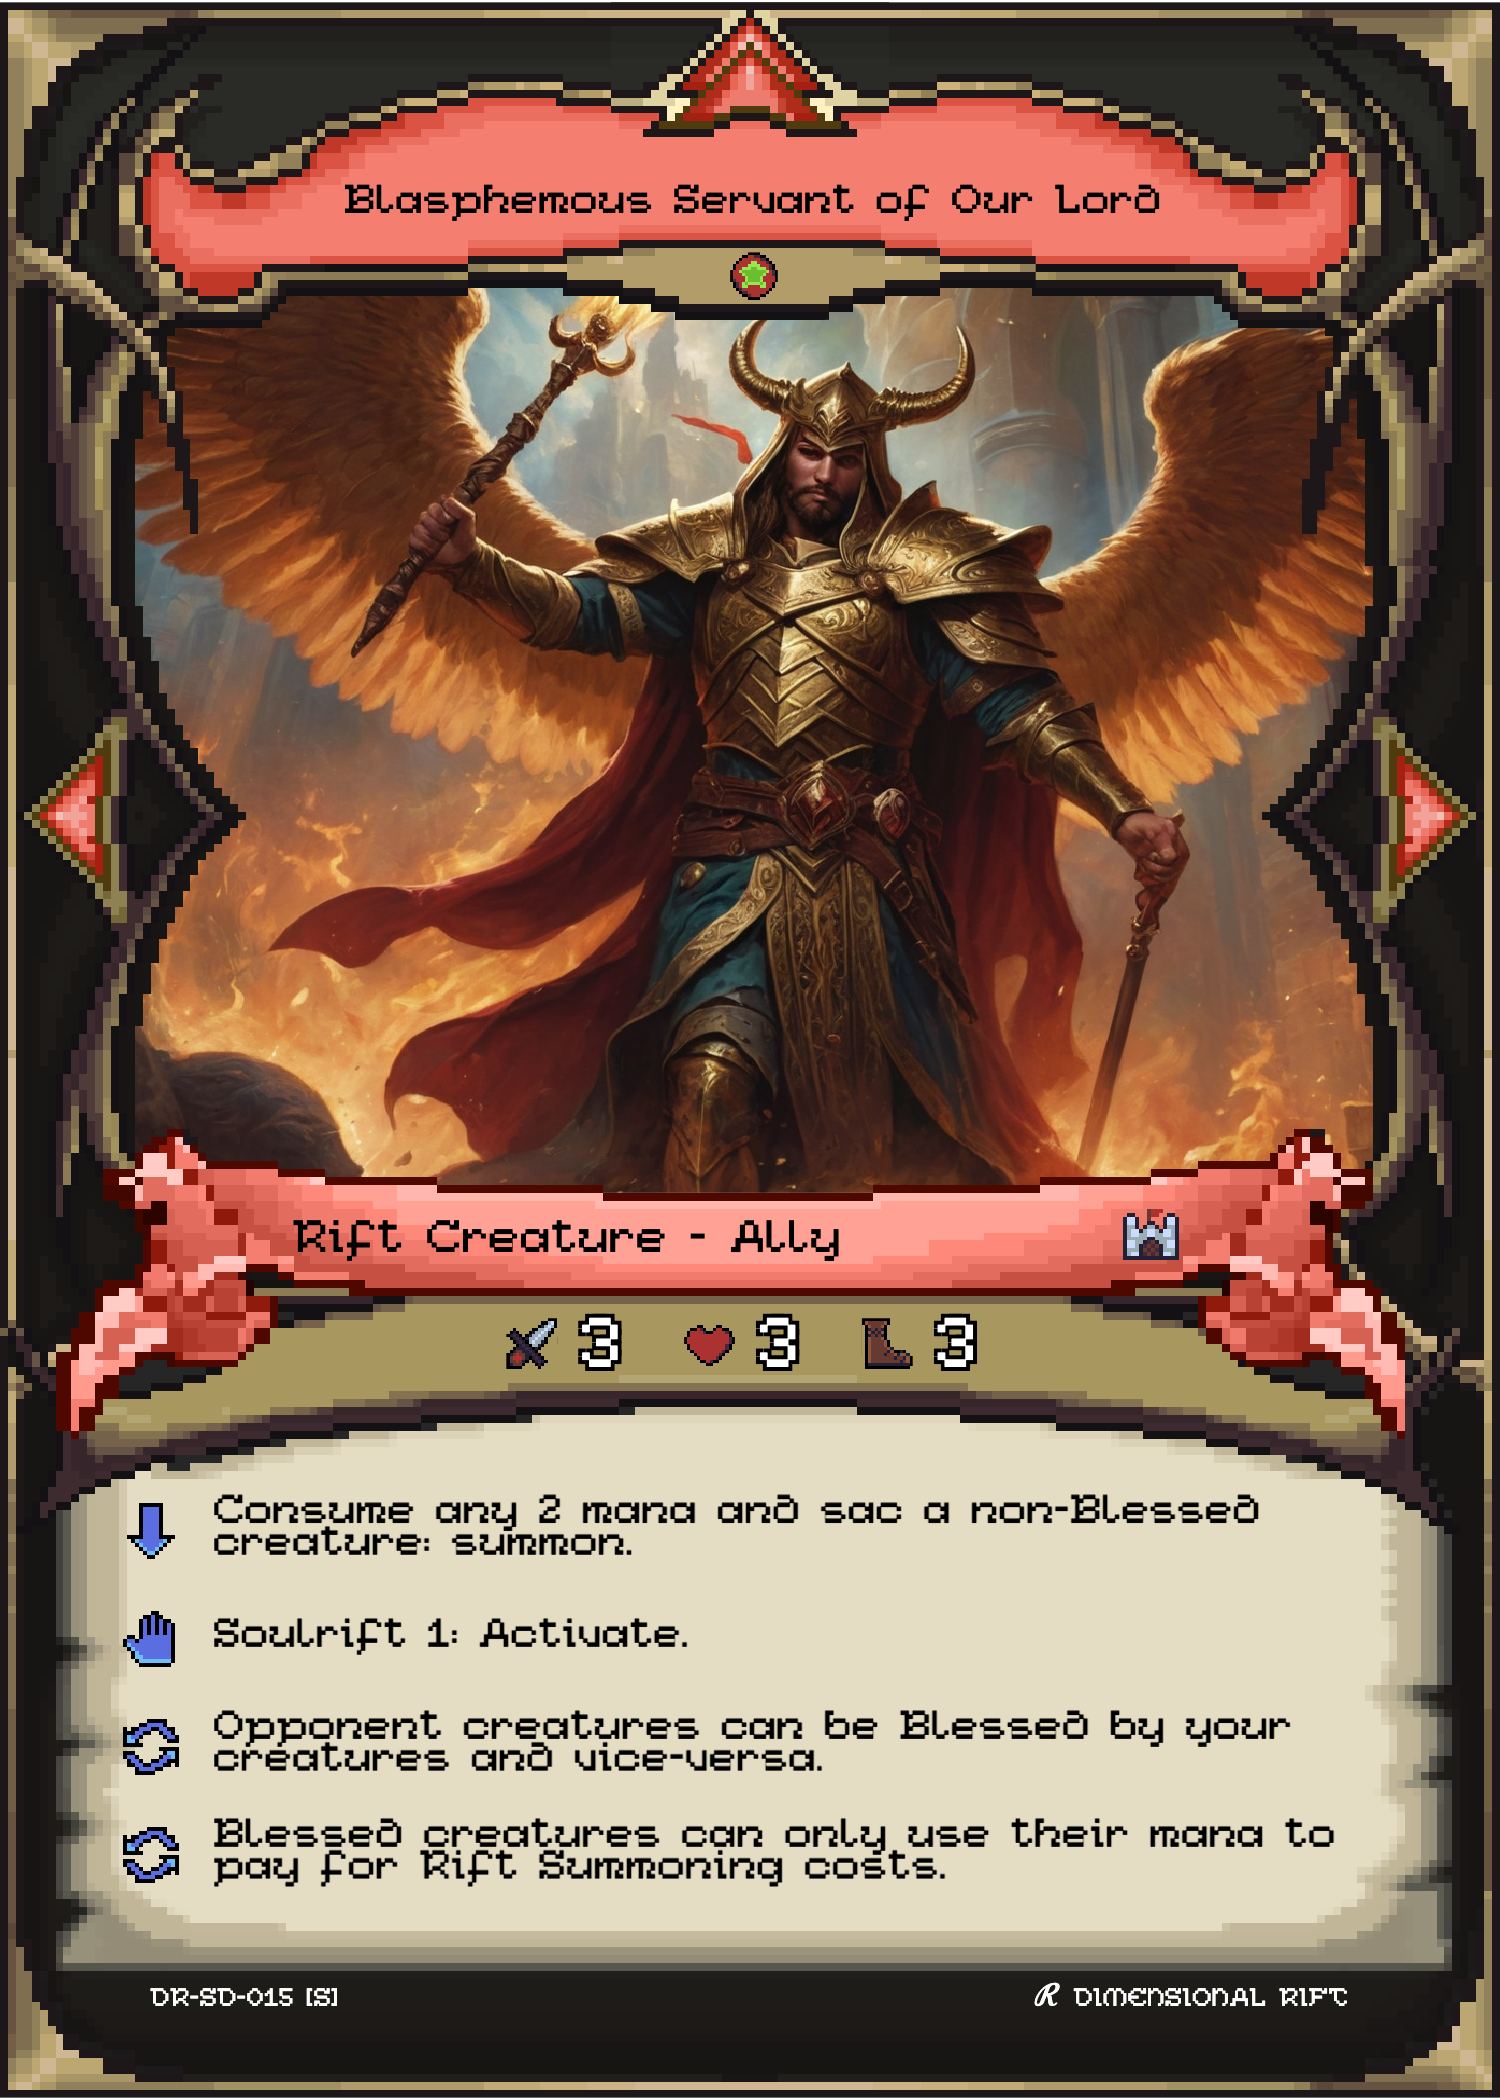 Blasphemous Servant of Our Lord
Rift Creature - Ally
3 3 3
Consume any 2 mana and sac a non-Blessed
creature: summon.
Soulrift 1: Activate.
Opponent creatures can be Blessed by your
creatures and vice-versa.
Blessed creatures can only use their mana to
pay for Rift Summoning costs.
DR-SD-015 [S]
R DIMENSIONAL RIFT